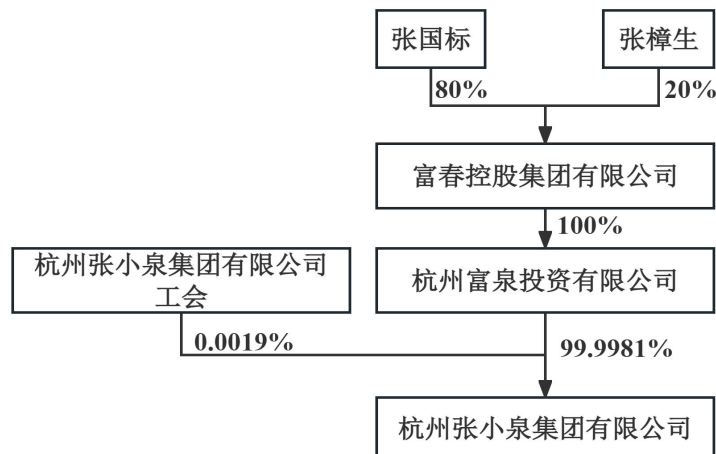 张国标
张樟生
80%
20%
富春控股集团有限公司
100%
杭州张小泉集团有限公司
工会
杭州富泉投资有限公司
0.0019%
99.9981%
杭州张小泉集团有限公司